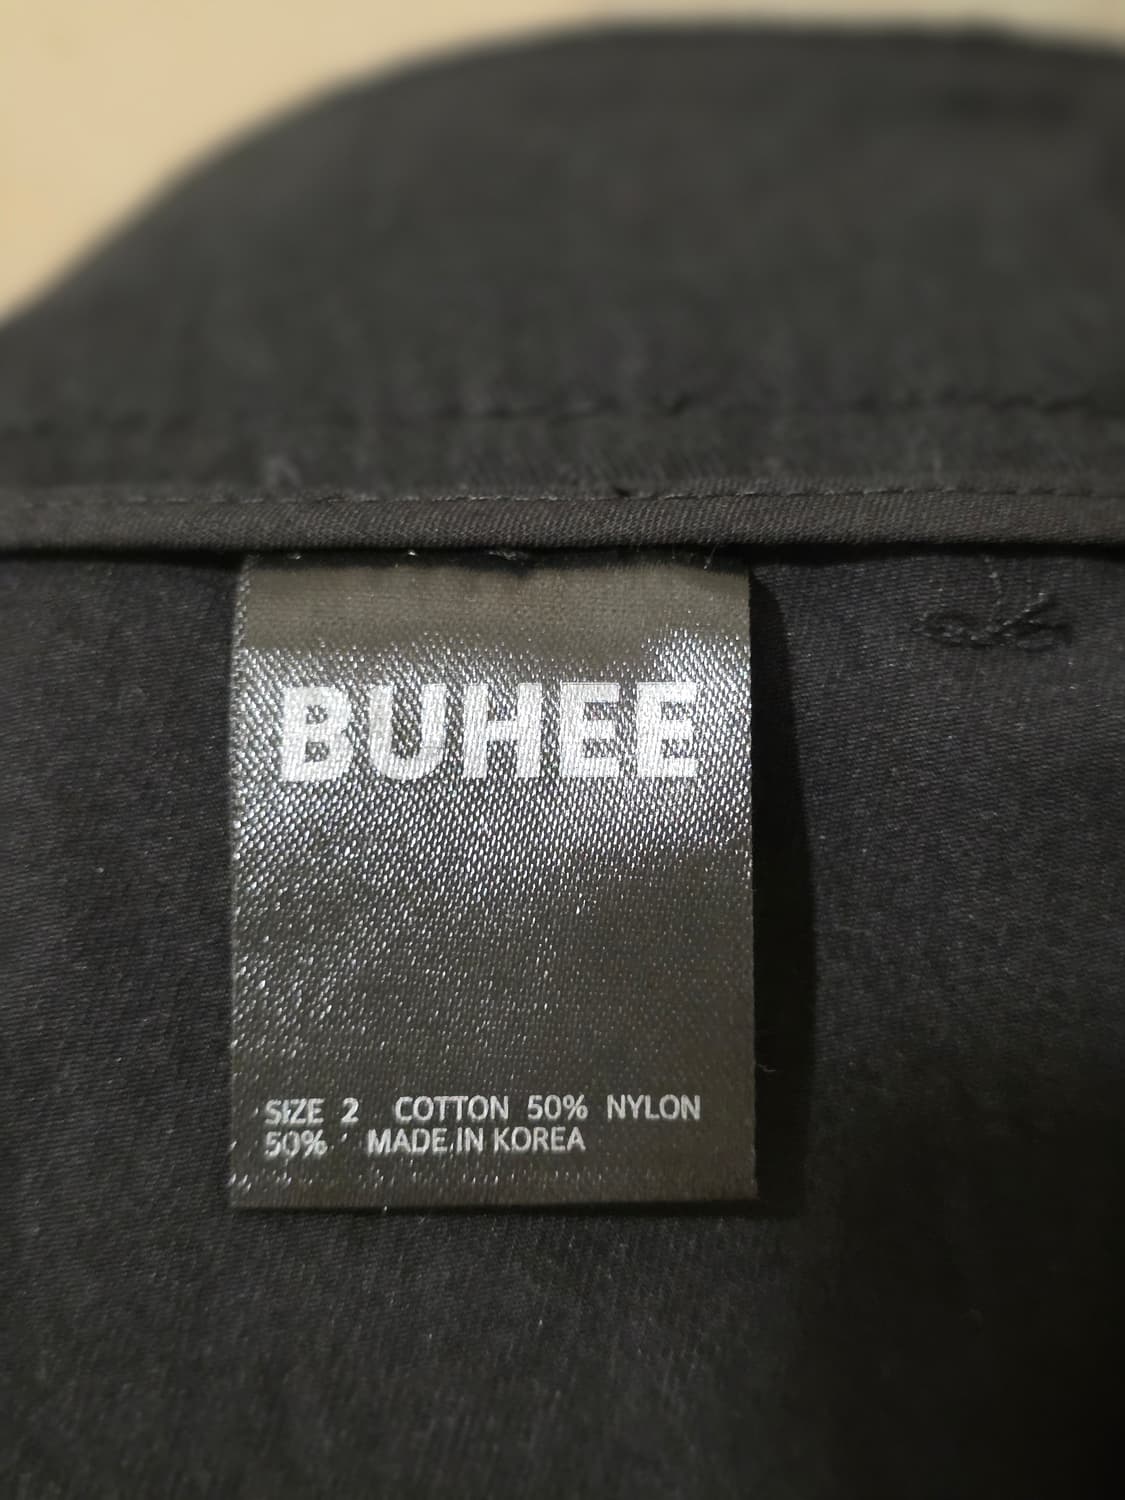 BUHEE
SIZE 2 COTTON 50% NYLON
50% MADE IN KOREA